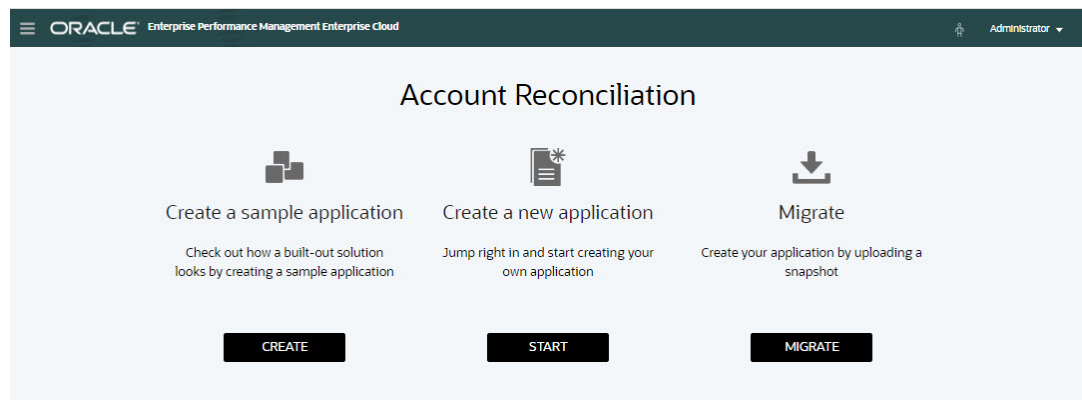 ORACLE Enterprise Performance Management Enterprise Cloud Administrator
Account Reconciliation
Create a sample application
Check out how a built-out solution
looks by creating a sample application
CREATE
Create a new application
Jump right in and start creating your
own application
START
Migrate
Create your application by uploading a
snapshot
MIGRATE